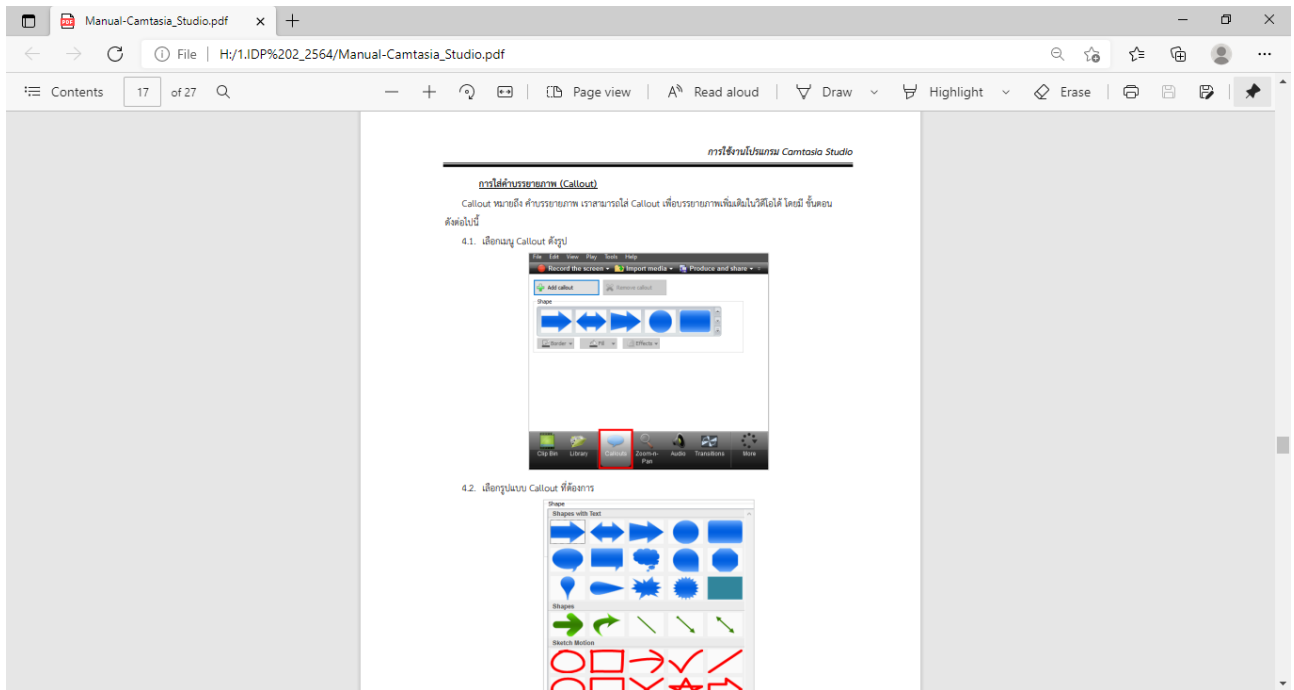 Manual-Camtasia_Studio.pdf
File H:/1.IDP%202_2564/Manual-Camtasia_Studio.pdf
Contents 17 of 27 Page view Read aloud Draw Highlight Erase
การใช้งานโปรแกรม Camtasia Studio
การใส่คำบรรยายภาพ (Callout)
Callout หมายถึง คำบรรยายภาพ เราสามารถใส่ Callout เพื่อบรรยายภาพเพิ่มเติมในวิดีโอได้ โดยมี ขั้นตอน
ดังต่อไปนี้
4.1. เลือกเมนู Callout ดังรูป
File Edit View Play Tools Help
Record the screen Import media Produce and share
Add callout Remove callout
Shape
Border Fill Effects
Clip Bin Library Callouts Zoom-n-Pan Audio Transitions More
4.2. เลือกรูปแบบ Callout ที่ต้องการ
Shape
Shapes with Text
Shapes
Sketch Motion